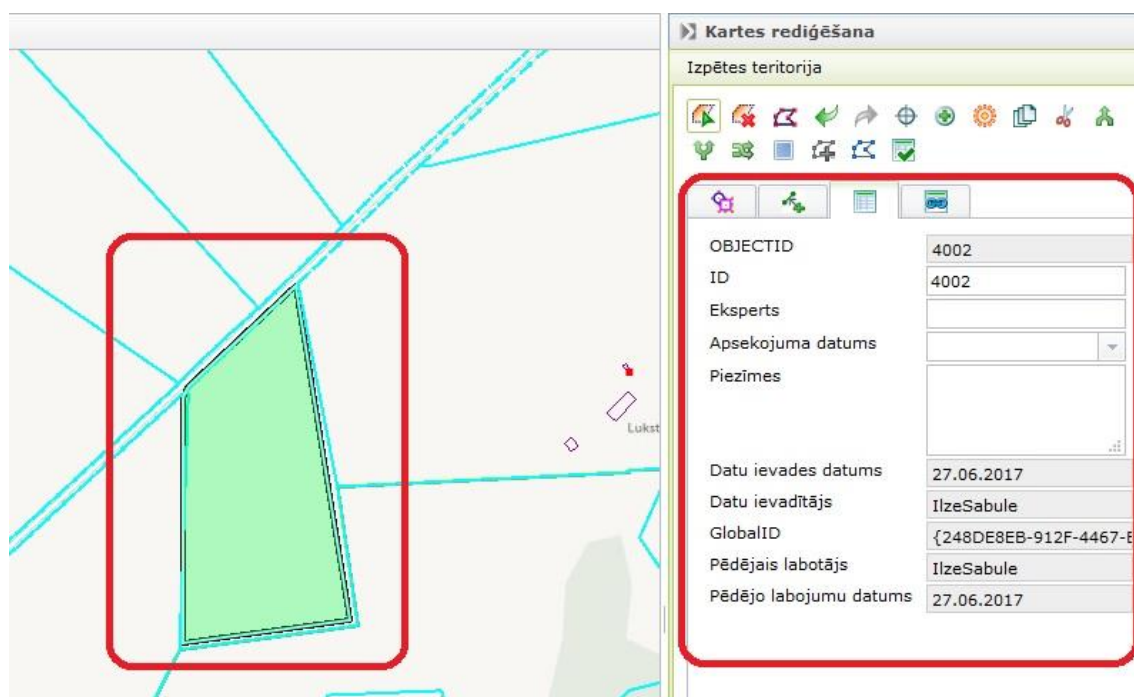 Kartes rediģēšana
Izpētes teritorija
OBJECTID 4002
ID 4002
Eksperts
Apsekojuma datums
Piezīmes
Lukst
Datu ievades datums 27.06.2017
Datu ievadītājs IlzeSabule
GlobalID {248DE8EB-912F-4467-E
Pēdējais labotājs IlzeSabule
Pēdējo labojumu datums 27.06.2017